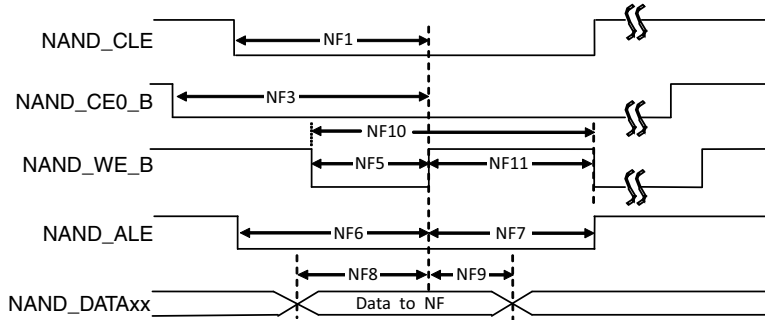 NAND_CLE
NF1
NAND_CE0_B
NF3
NF10
NAND_WE_B
NF5
NF11
NAND_ALE
NF6
NF7
NF8
NF9
NAND_DATAxx
Data to NF